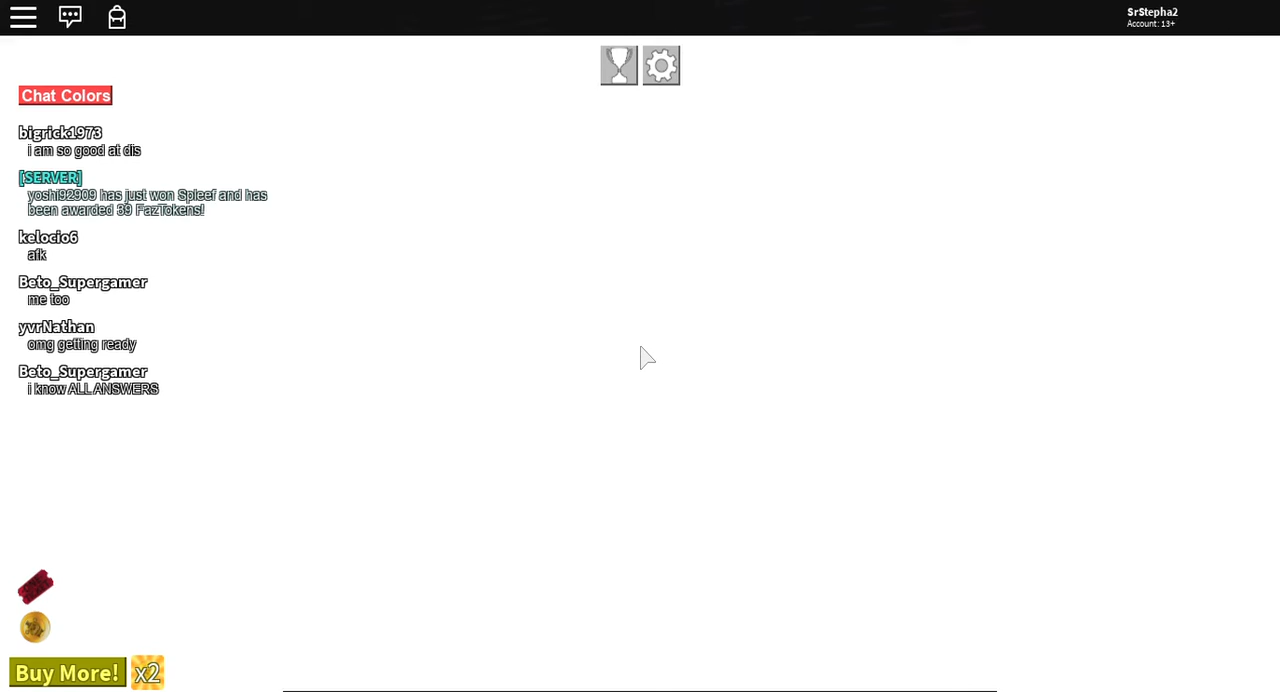 SrStepha2
Account: 13+
Chat Colors
bigrick1973
i am so good at dis
[SERVER]
yoshi92909 has just won Spleef and has
been awarded 39 FazTokens!
kelocio6
afk
Beto_Supergamer
me too
yvrNathan
omg getting ready
Beto_Supergamer
i know ALL ANSWERS
Buy More!
x2